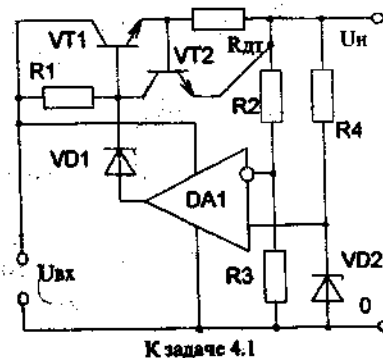 VT1
VT2
Rдт
Uн
R1
R2
R4
VD1
DA1
R3
VD2
Uвх
0
К задаче 4.1